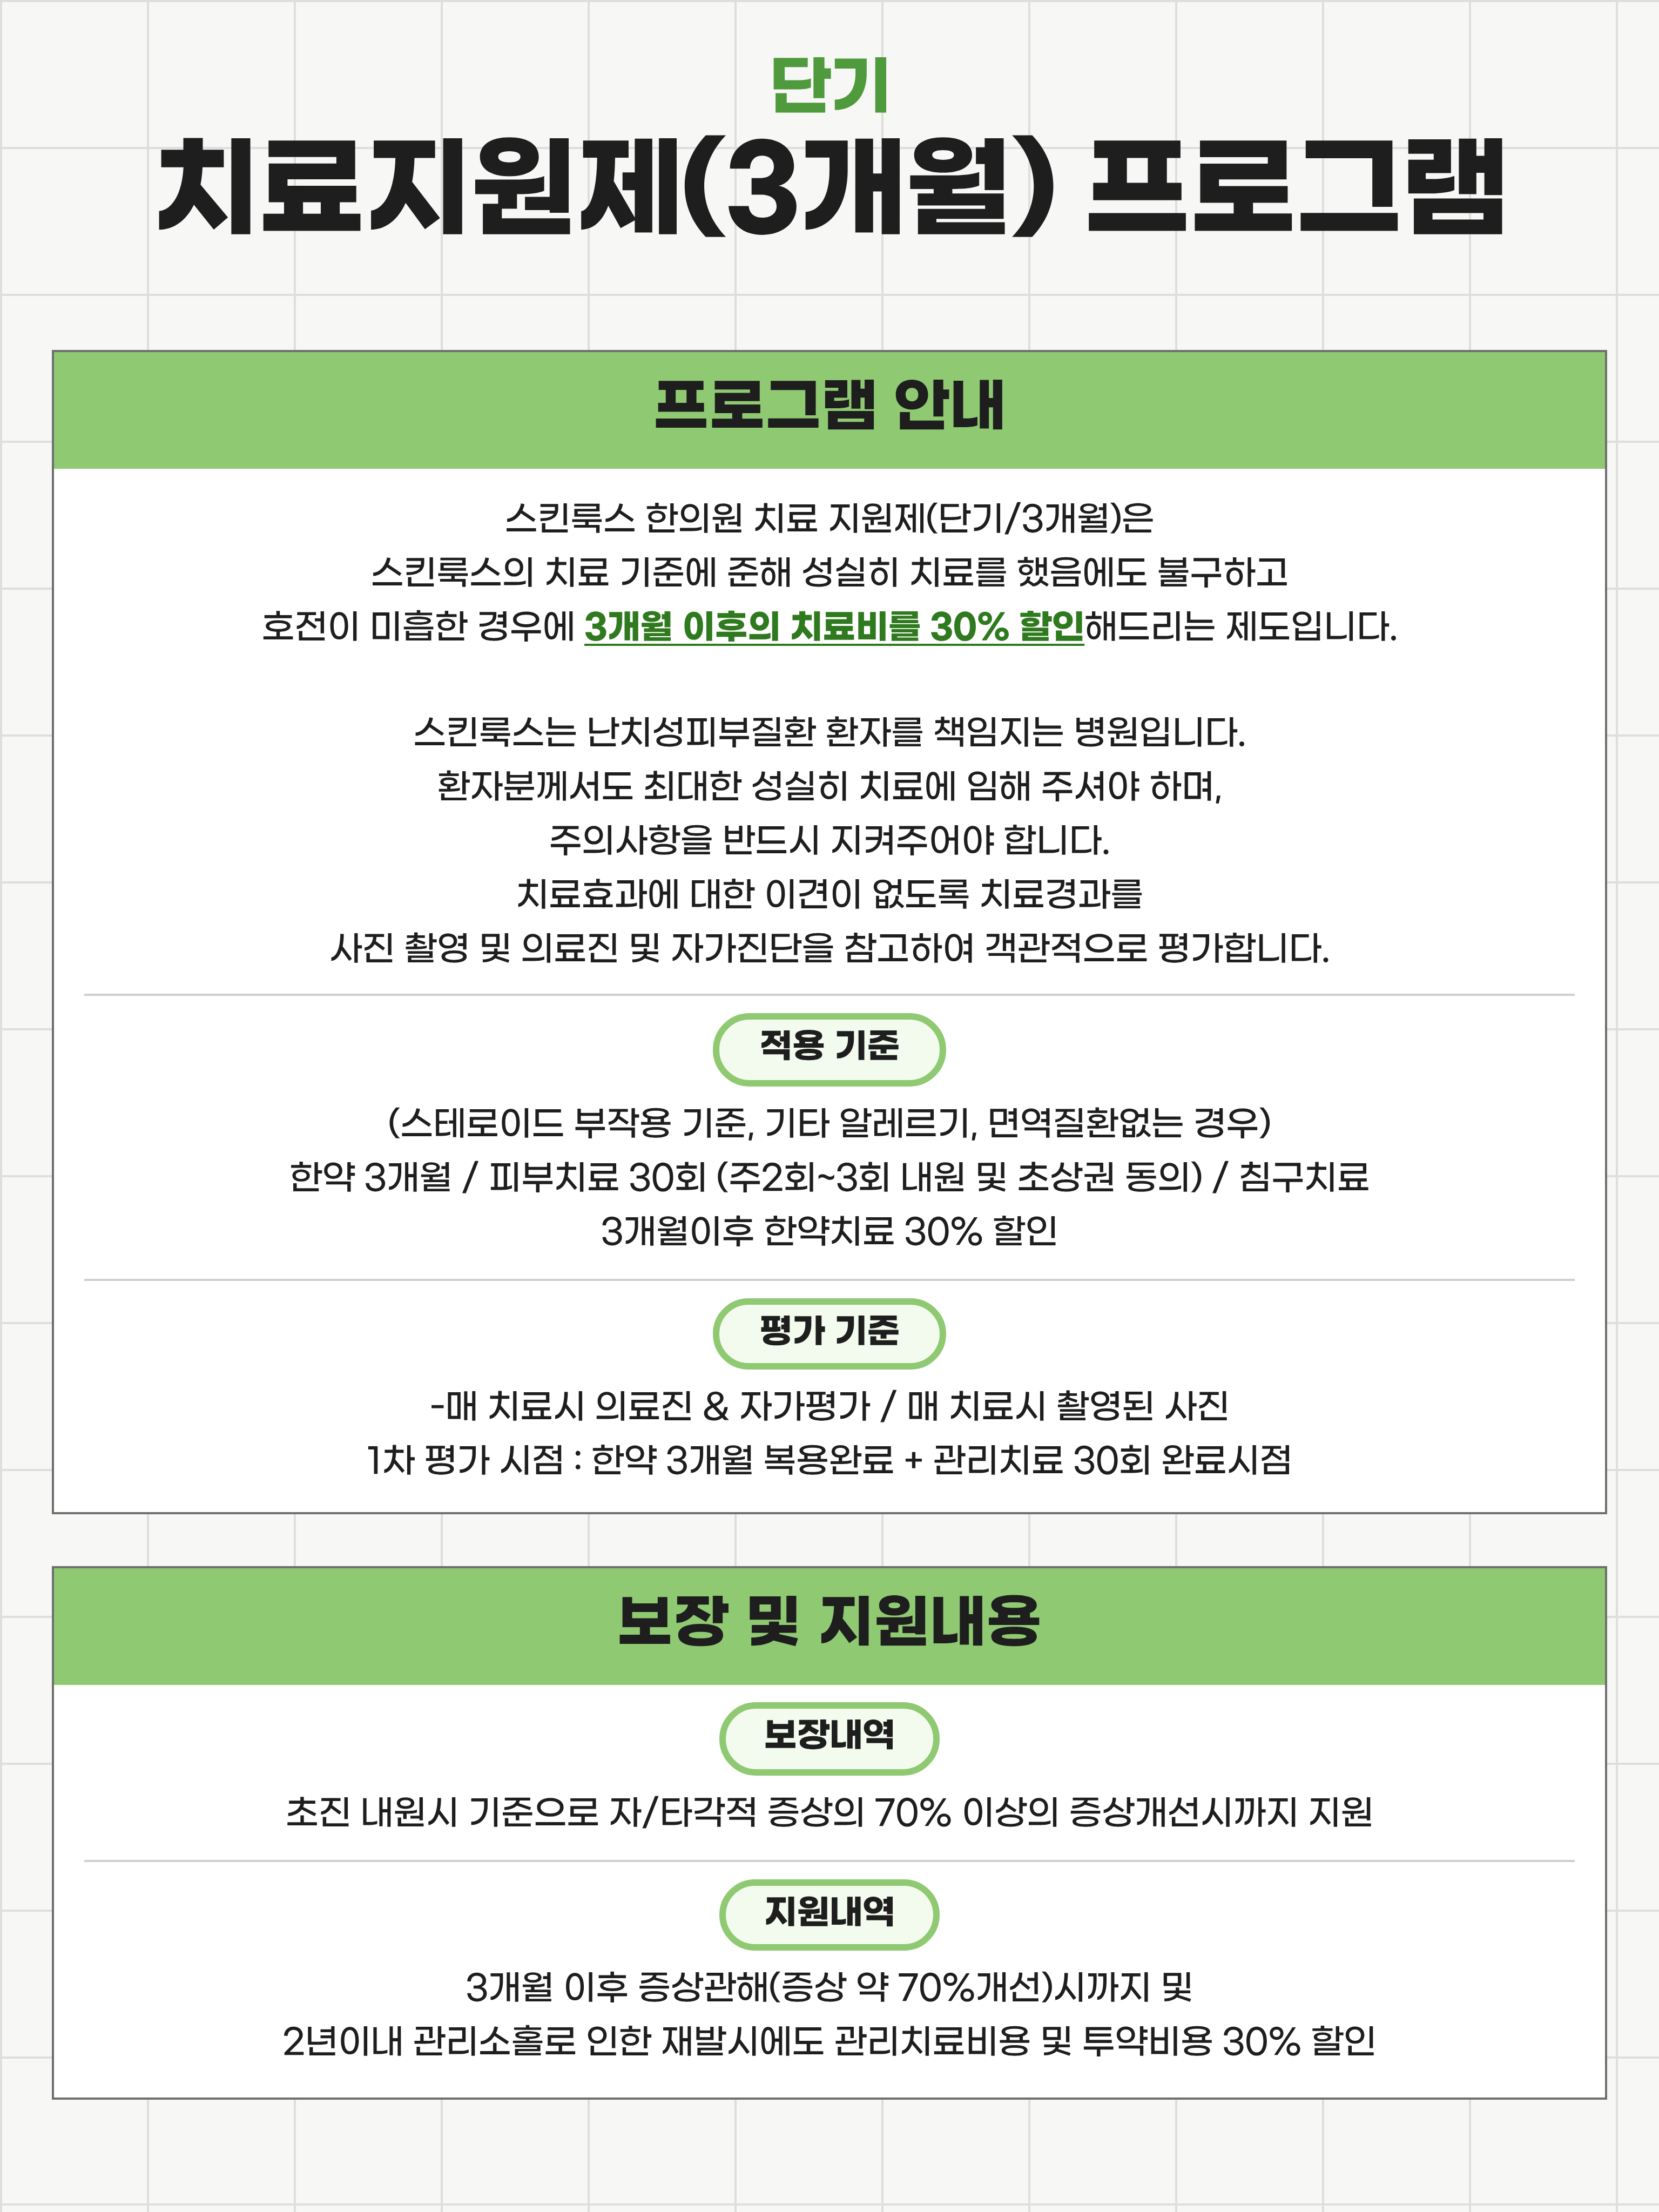 단기
치료지원제(3개월) 프로그램
프로그램 안내
스킨룩스 한의원 치료 지원제(단기/3개월)은
스킨룩스의 치료 기준에 준해 성실히 치료를 했음에도 불구하고
호전이 미흡한 경우에 3개월 이후의 치료비를 30% 할인해드리는 제도입니다.
스킨룩스는 난치성피부질환 환자를 책임지는 병원입니다.
환자분께서도 최대한 성실히 치료에 임해 주셔야 하며,
주의사항을 반드시 지켜주어야 합니다.
치료효과에 대한 이견이 없도록 치료경과를
사진 촬영 및 의료진 및 자가진단을 참고하여 객관적으로 평가합니다.
적용 기준
(스테로이드 부작용 기준, 기타 알레르기, 면역질환없는 경우)
한약 3개월 / 피부치료 30회 (주2회~3회 내원 및 초상권 동의) / 침구치료
3개월이후 한약치료 30% 할인
평가 기준
-매 치료시 의료진 & 자가평가 / 매 치료시 촬영된 사진
1차 평가 시점 : 한약 3개월 복용완료 + 관리치료 30회 완료시점
보장 및 지원내용
보장내역
초진 내원시 기준으로 자/타각적 증상의 70% 이상의 증상개선시까지 지원
지원내역
3개월 이후 증상관해(증상 약 70%개선)시까지 및
2년이내 관리소홀로 인한 재발시에도 관리치료비용 및 투약비용 30% 할인